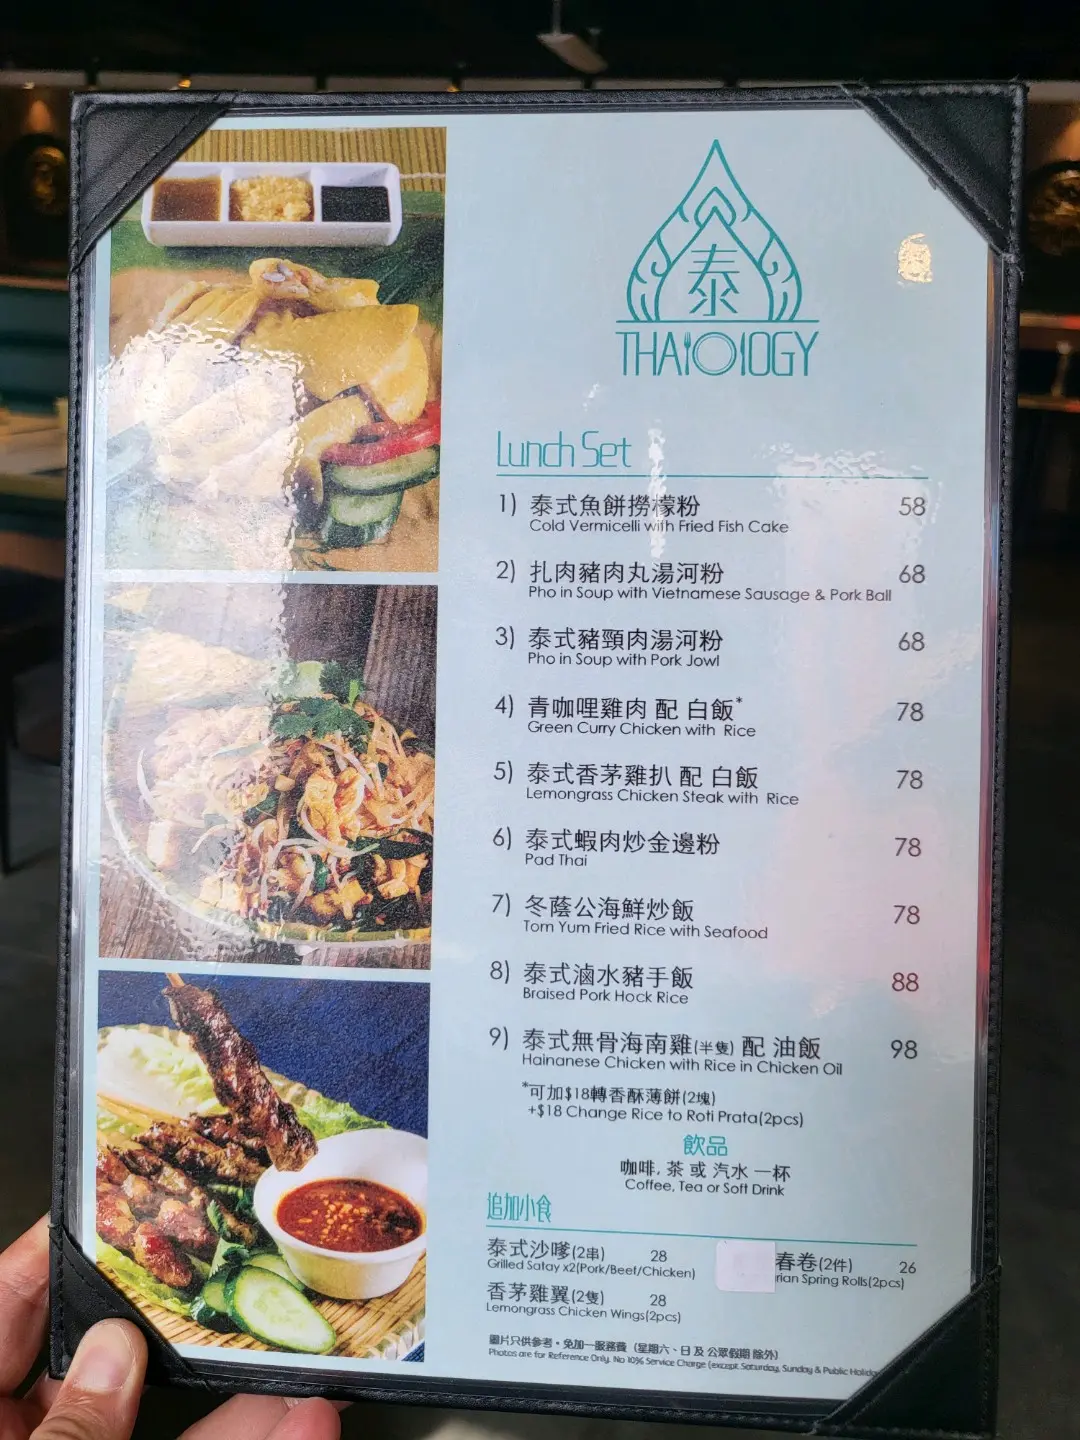 泰
THAIOLOGY
Lunch Set
1) 泰式魚餅撈檬粉 58
Cold Vermicelli with Fried Fish Cake
2) 扎肉豬肉丸湯河粉 68
Pho in Soup with Vietnamese Sausage & Pork Ball
3) 泰式豬頸肉湯河粉 68
Pho in Soup with Pork Jowl
4) 青咖哩雞肉 配 白飯* 78
Green Curry Chicken with Rice
5) 泰式香茅雞扒 配 白飯 78
Lemongrass Chicken Steak with Rice
6) 泰式蝦肉炒金邊粉 78
Pad Thai
7) 冬蔭公海鮮炒飯 78
Tom Yum Fried Rice with Seafood
8) 泰式滷水豬手飯 88
Braised Pork Hock Rice
9) 泰式無骨海南雞(半隻) 配 油飯 98
Hainanese Chicken with Rice in Chicken Oil
*可加$18轉香酥薄餅(2塊)
+$18 Change Rice to Roti Prata(2pcs)
飲品
咖啡, 茶 或 汽水 一杯
Coffee, Tea or Soft Drink
追加小食
泰式沙嗲(2串) 28
Grilled Satay x2(Pork/Beef/Chicken)
春卷(2件) 26
rian Spring Rolls(2pcs)
香茅雞翼(2隻) 28
Lemongrass Chicken Wings(2pcs)
圖片只供參考・免加一服務費 (星期六、日 及 公眾假期 除外)
Photos are for Reference Only. No 10% Service Charge (except Saturday, Sunday & Public Holida